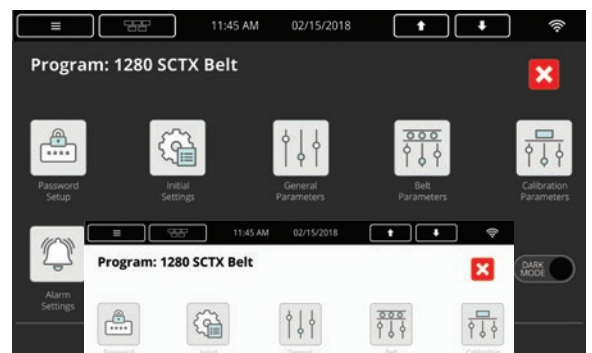 11:45 AM 02/15/2018
Program: 1280 SCTX Belt
Password
Setup
Initial
Settings
General
Parameters
Belt
Parameters
Calibration
Parameters
Alarm
Settings
DARK
MODE
11:45 AM 02/15/2018
Program: 1280 SCTX Belt